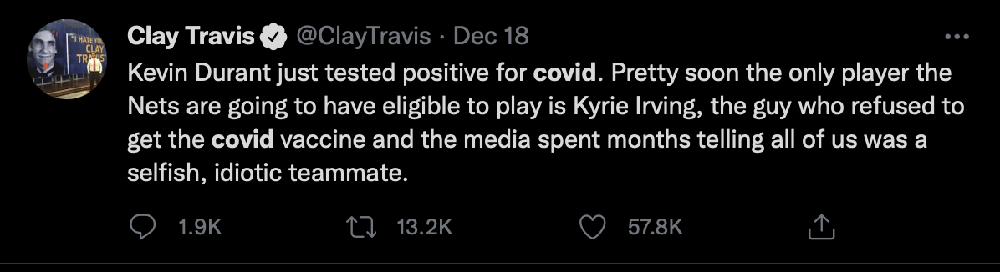 Clay Travis @ClayTravis · Dec 18
Kevin Durant just tested positive for covid. Pretty soon the only player the
Nets are going to have eligible to play is Kyrie Irving, the guy who refused to
get the covid vaccine and the media spent months telling all of us was a
selfish, idiotic teammate.
1.9K 13.2K 57.8K
"I HATE YOU
CLAY
TRAVIS"